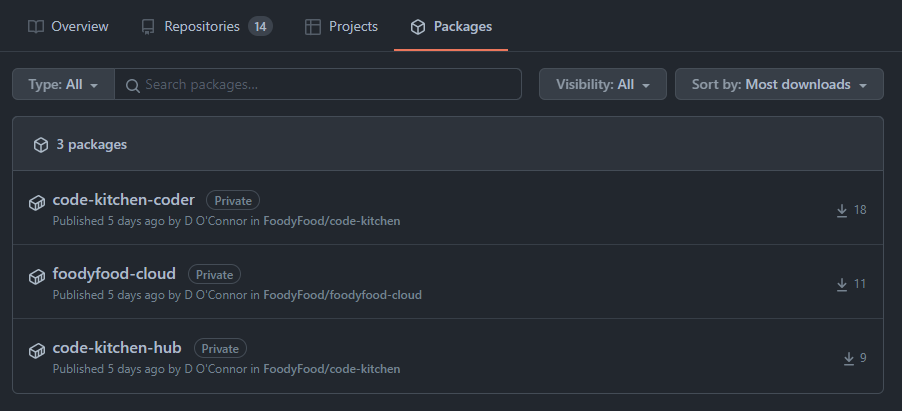 Overview Repositories 14 Projects Packages
Type: All Search packages... Visibility: All Sort by: Most downloads
3 packages
code-kitchen-coder Private
Published 5 days ago by D O'Connor in FoodyFood/code-kitchen 18
foodyfood-cloud Private
Published 5 days ago by D O'Connor in FoodyFood/foodyfood-cloud 11
code-kitchen-hub Private
Published 5 days ago by D O'Connor in FoodyFood/code-kitchen 9